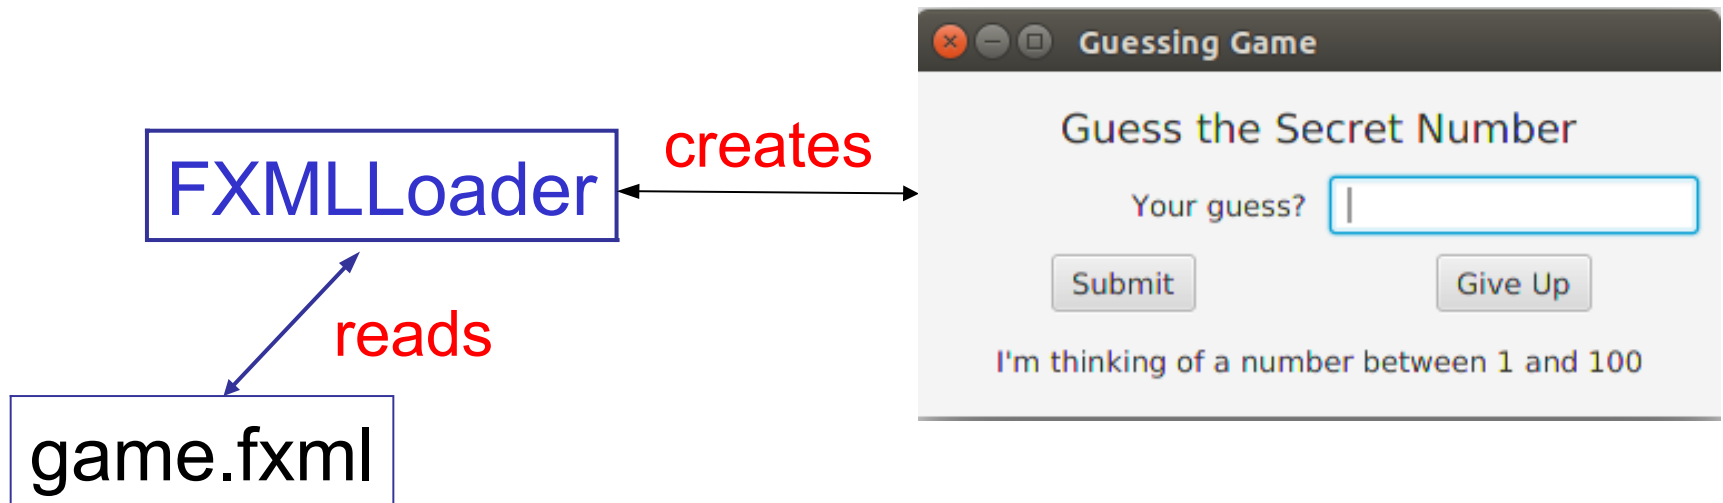 FXMLLoader
creates
reads
game.fxml
Guessing Game
Guess the Secret Number
Your guess?
Submit Give Up
I'm thinking of a number between 1 and 100